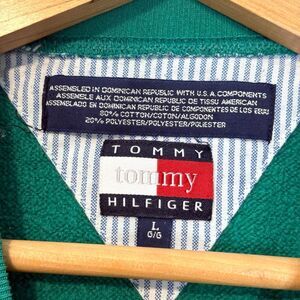 ASSEMBLED IN DOMINICAN REPUBLIC WITH U.S.A. COMPONENTS
ASSEMBLE AUX DOMINICAN REPUBLIC DE TISSU AMERICAN
ASSEMBLADO EN DOMINICAN REPUBLIC DE COMPONENTES DE LOS EEUU
80% COTTON/COTON/ALGODON
20% POLYESTER/POLYESTER/POLIESTER
TOMMY
tommy
HILFIGER
L
G/G